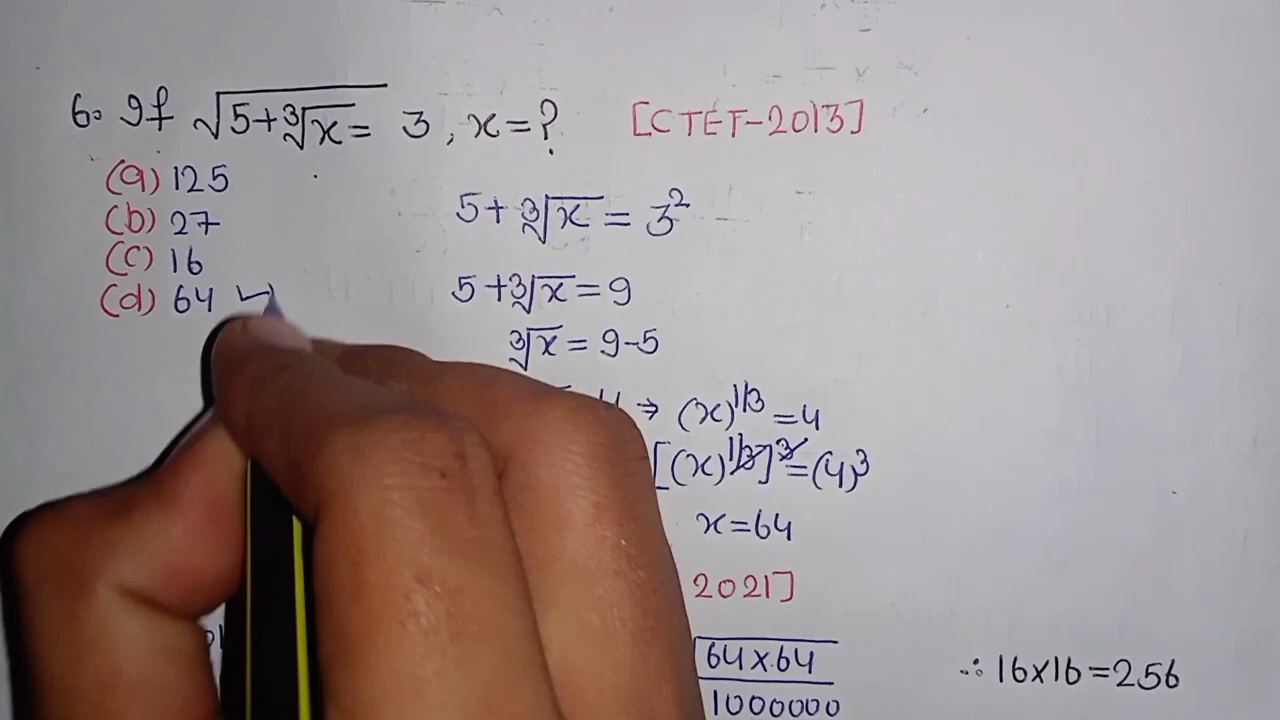 6. If √(5+∛x) = 3, x=? [CTET-2013]
(a) 125
(b) 27
(c) 16
(d) 64 ✓
5+∛x = 3²
5+∛x = 9
∛x = 9-5
⇒ (x)^1/3 = 4
[(x)^1/3]^3 = (4)^3
x=64
2021]
64×64
1000000
∴ 16×16=256